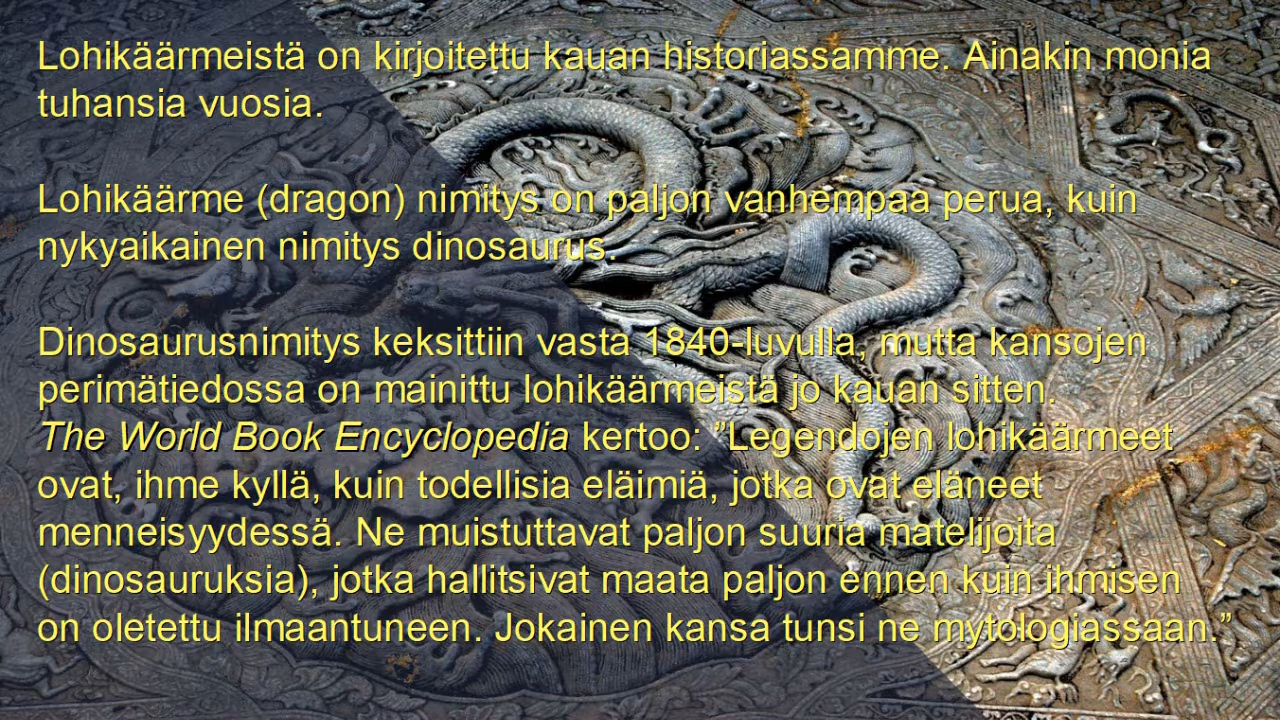 Lohikäärmeistä on kirjoitettu kauan historiassamme. Ainakin monia
tuhansia vuosia.
Lohikäärme (dragon) nimitys on paljon vanhempaa perua, kuin
nykyaikainen nimitys dinosaurus.
Dinosaurusnimitys keksittiin vasta 1840-luvulla, mutta kansojen
perimätiedossa on mainittu lohikäärmeistä jo kauan sitten.
The World Book Encyclopedia kertoo: ”Legendojen lohikäärmeet
ovat, ihme kyllä, kuin todellisia eläimiä, jotka ovat eläneet
menneisyydessä. Ne muistuttavat paljon suuria matelijoita
(dinosauruksia), jotka hallitsivat maata paljon ennen kuin ihmisen
on oletettu ilmaantuneen. Jokainen kansa tunsi ne mytologiassaan.”